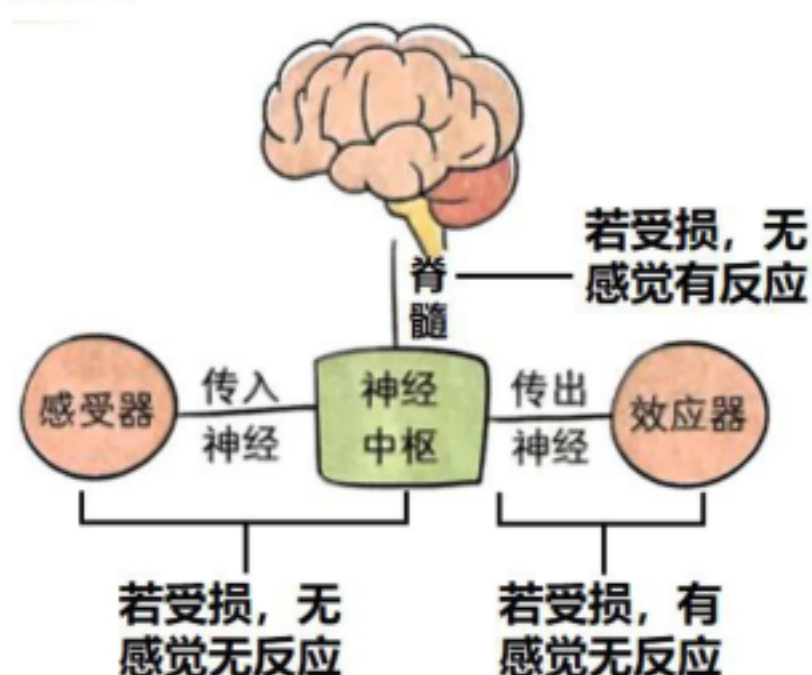 若受损，无
感觉有反应
脊
髓
感受器
传入
神经
神经
中枢
传出
神经
效应器
若受损，无
感觉无反应
若受损，有
感觉无反应